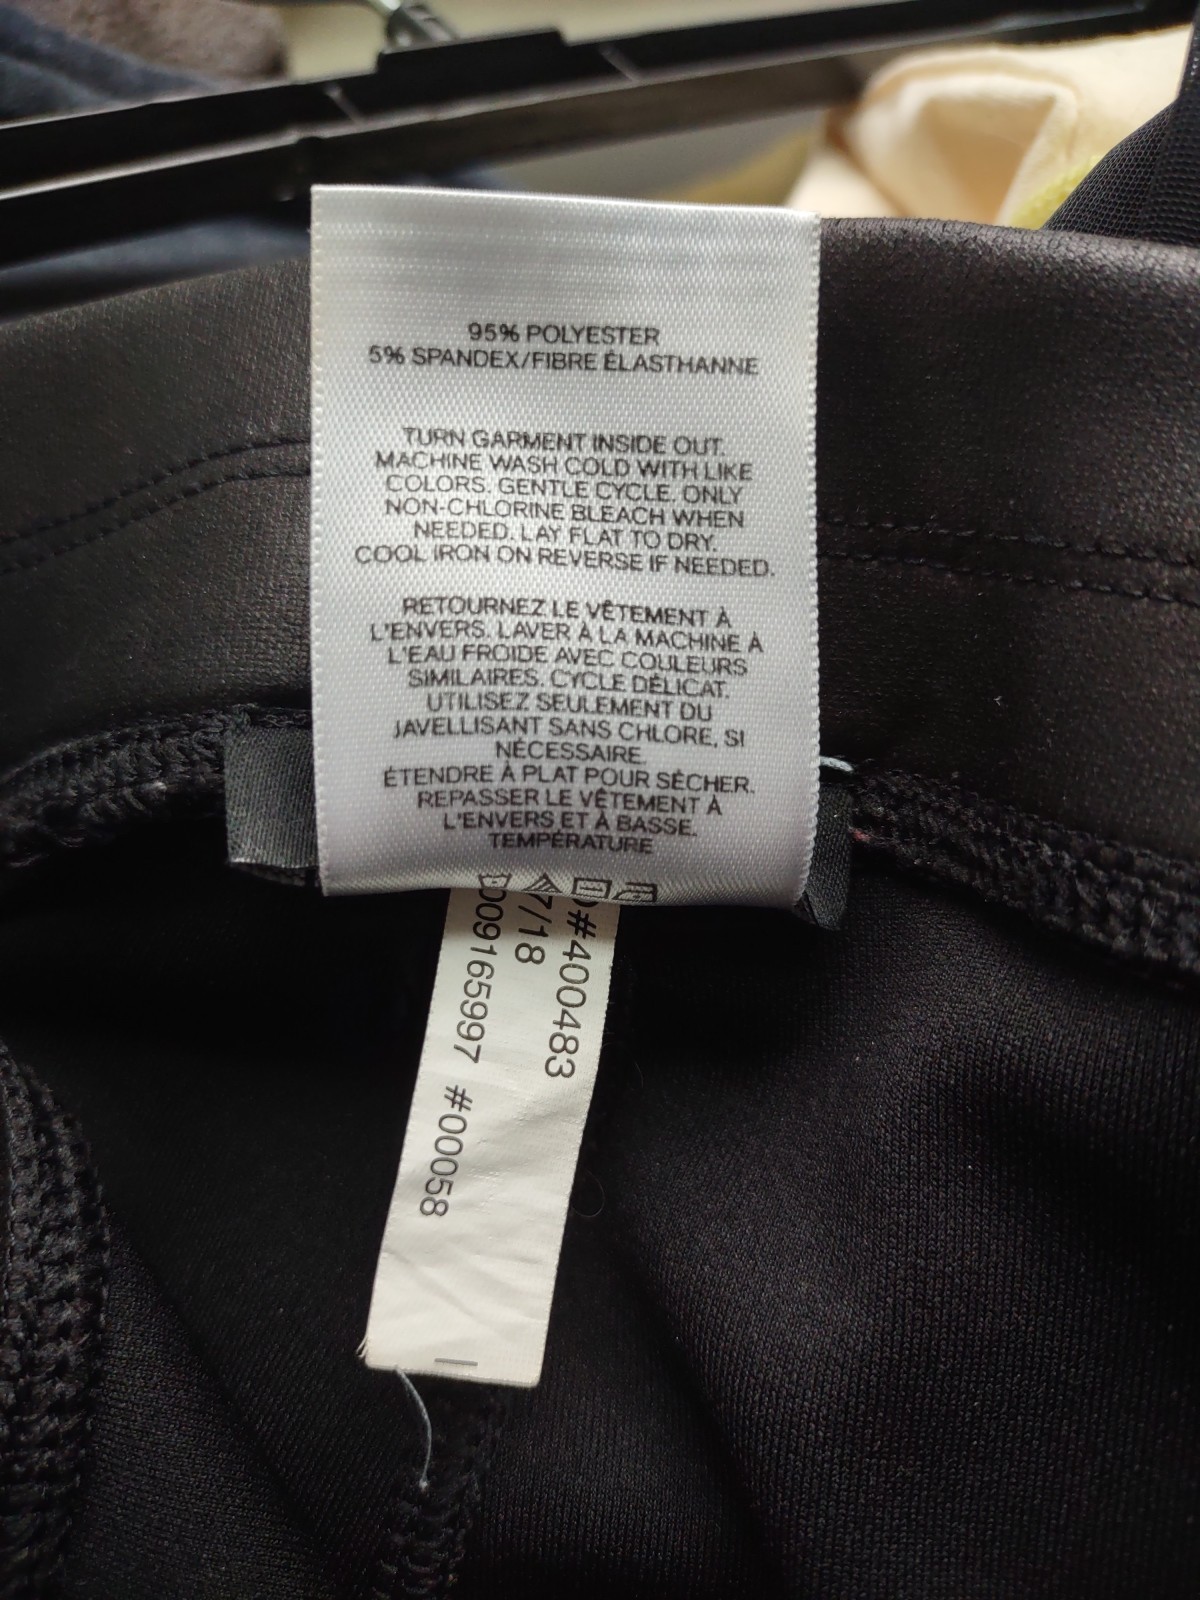 95% POLYESTER
5% SPANDEX/FIBRE ÉLASTHANNE
TURN GARMENT INSIDE OUT.
MACHINE WASH COLD WITH LIKE
COLORS. GENTLE CYCLE. ONLY
NON-CHLORINE BLEACH WHEN
NEEDED. LAY FLAT TO DRY.
COOL IRON ON REVERSE IF NEEDED.
RETOURNEZ LE VÊTEMENT À
L'ENVERS. LAVER À LA MACHINE À
L'EAU FROIDE AVEC COULEURS
SIMILAIRES. CYCLE DÉLICAT.
UTILISEZ SEULEMENT DU
JAVELLISANT SANS CHLORE, SI
NÉCESSAIRE.
ÉTENDRE À PLAT POUR SÉCHER.
REPASSER LE VÊTEMENT À
L'ENVERS ET À BASSE.
TEMPÉRATURE
#400483
7/18
009165997 #00058